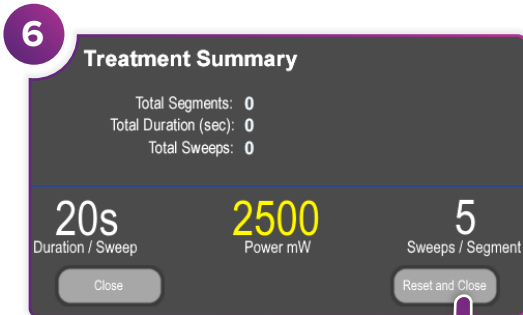 6
Treatment Summary
Total Segments: 0
Total Duration (sec): 0
Total Sweeps: 0
20s
Duration / Sweep
2500
Power mW
5
Sweeps / Segment
Close
Reset and Close